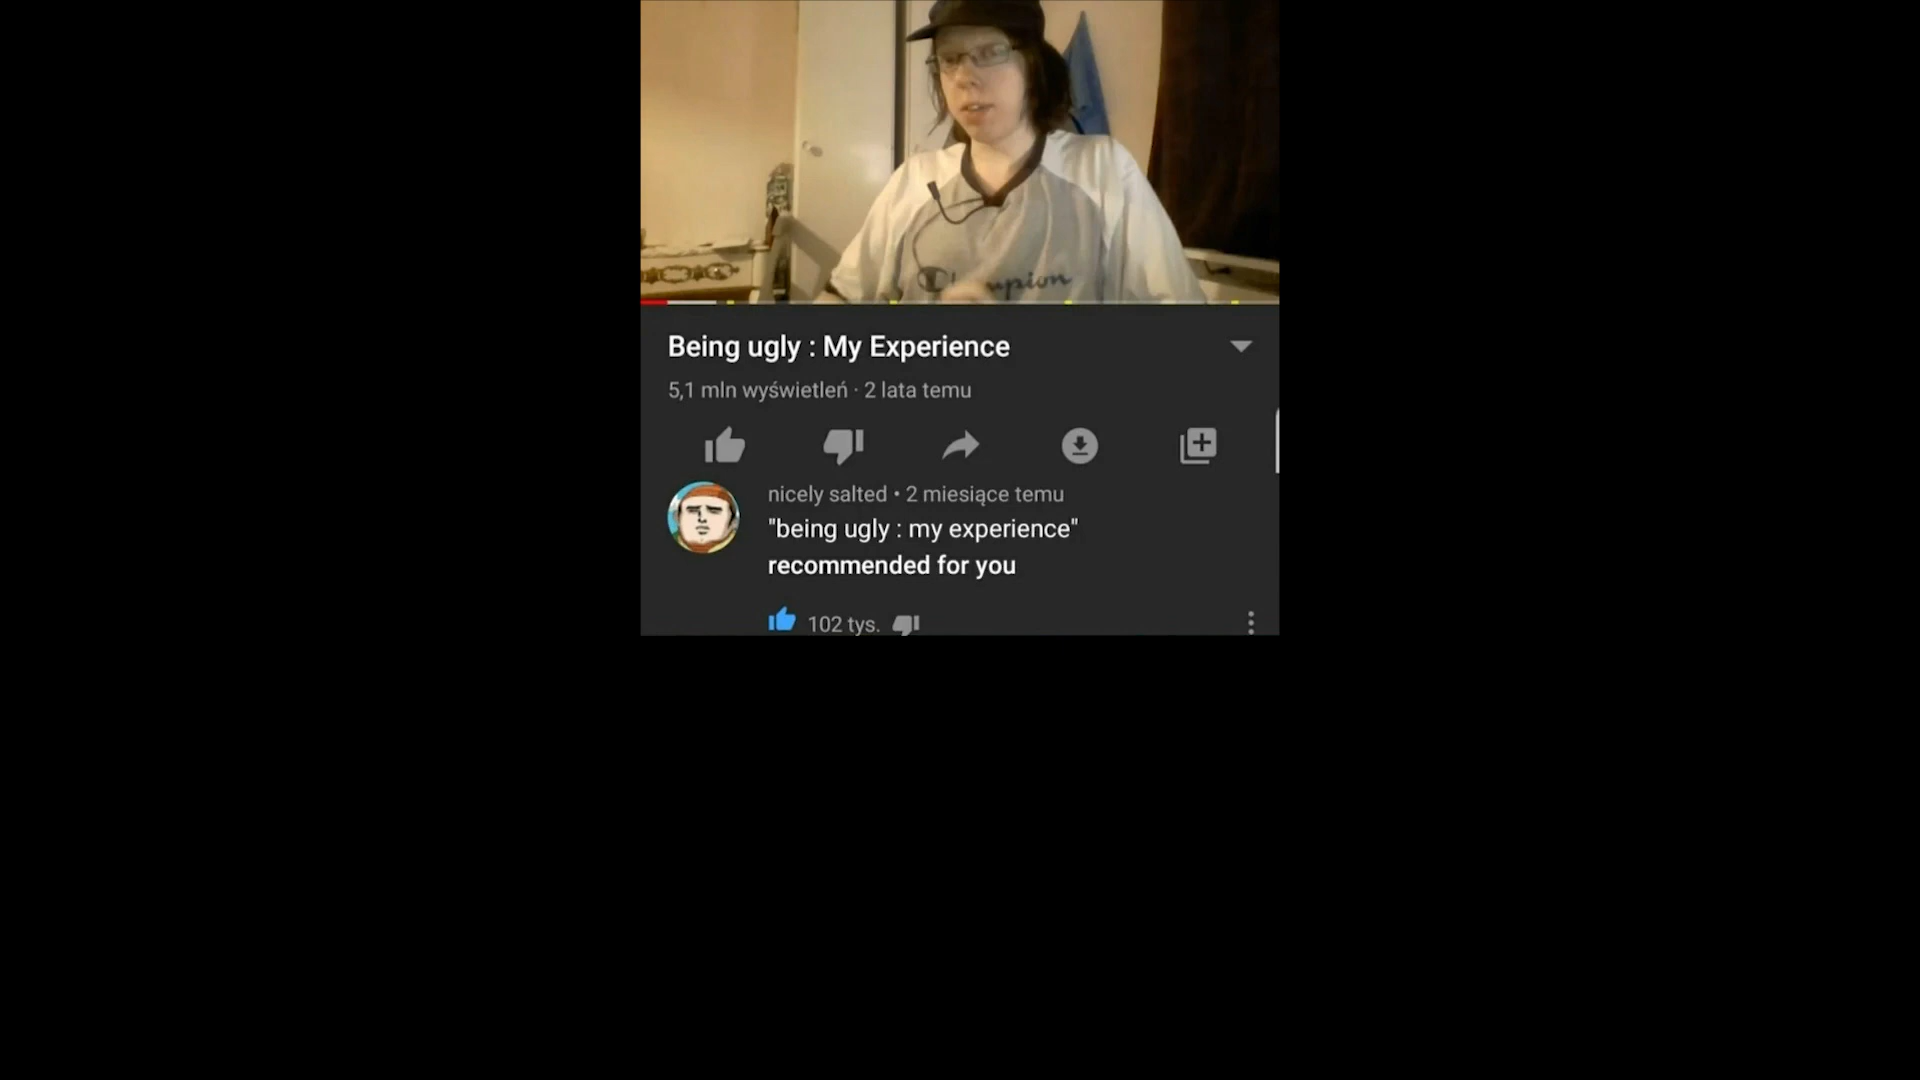 Champion
Being ugly : My Experience
5,1 mln wyświetleń · 2 lata temu
nicely salted • 2 miesiące temu
"being ugly : my experience"
recommended for you
102 tys.